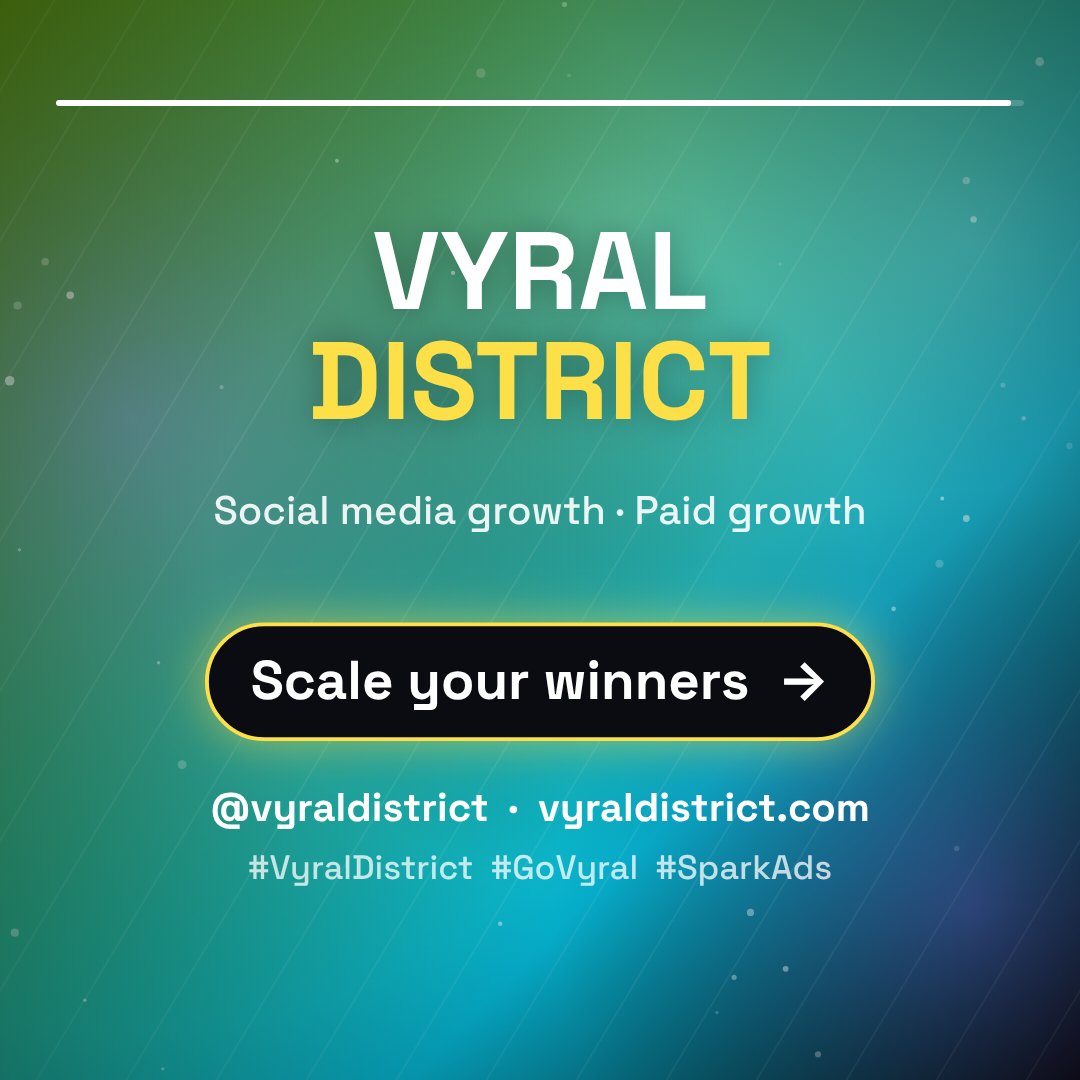 VYRAL
DISTRICT
Social media growth · Paid growth
Scale your winners →
@vyraldistrict · vyraldistrict.com
#VyralDistrict #GoVyral #SparkAds